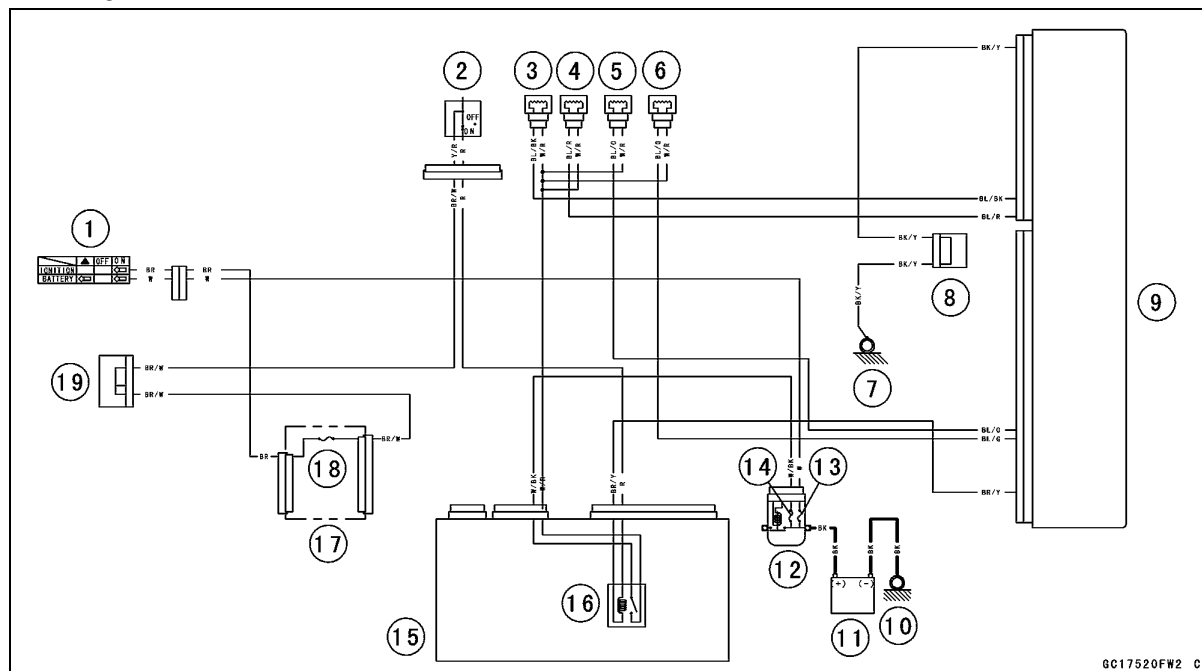 BK/Y
2 3 4 5 6
OFF
ON
Y/R R BL/BK W/R BL/R W/R BL/O W/R BL/G W/R
BR/W R
BL/BK
BL/R
1
▲ OFF ON
IGNITION BR BR
BATTERY W W
BK/Y
BK/Y
8
9
BK/Y
7
19
BR/W
BR/W
BR BR/W
18
17
BL/O
BL/G
BR/Y
W/BK W/R BR/Y R
14 W/BK W 13
12
BK BK BK
(+) (-)
11 10
16
15
GC17520FW2 C